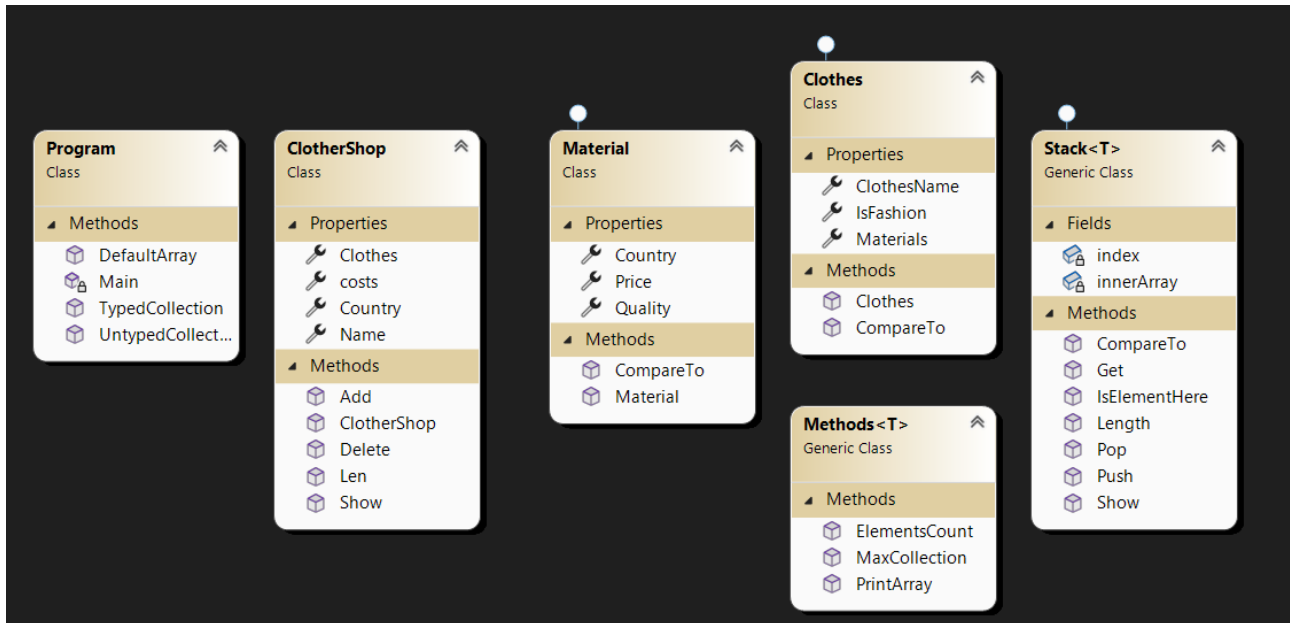 Program
Class
Methods
DefaultArray
Main
TypedCollection
UntypedCollect...
ClotherShop
Class
Properties
Clothes
costs
Country
Name
Methods
Add
ClotherShop
Delete
Len
Show
Material
Class
Properties
Country
Price
Quality
Methods
CompareTo
Material
Clothes
Class
Properties
ClothesName
IsFashion
Materials
Methods
Clothes
CompareTo
Methods<T>
Generic Class
Methods
ElementsCount
MaxCollection
PrintArray
Stack<T>
Generic Class
Fields
index
innerArray
Methods
CompareTo
Get
IsElementHere
Length
Pop
Push
Show